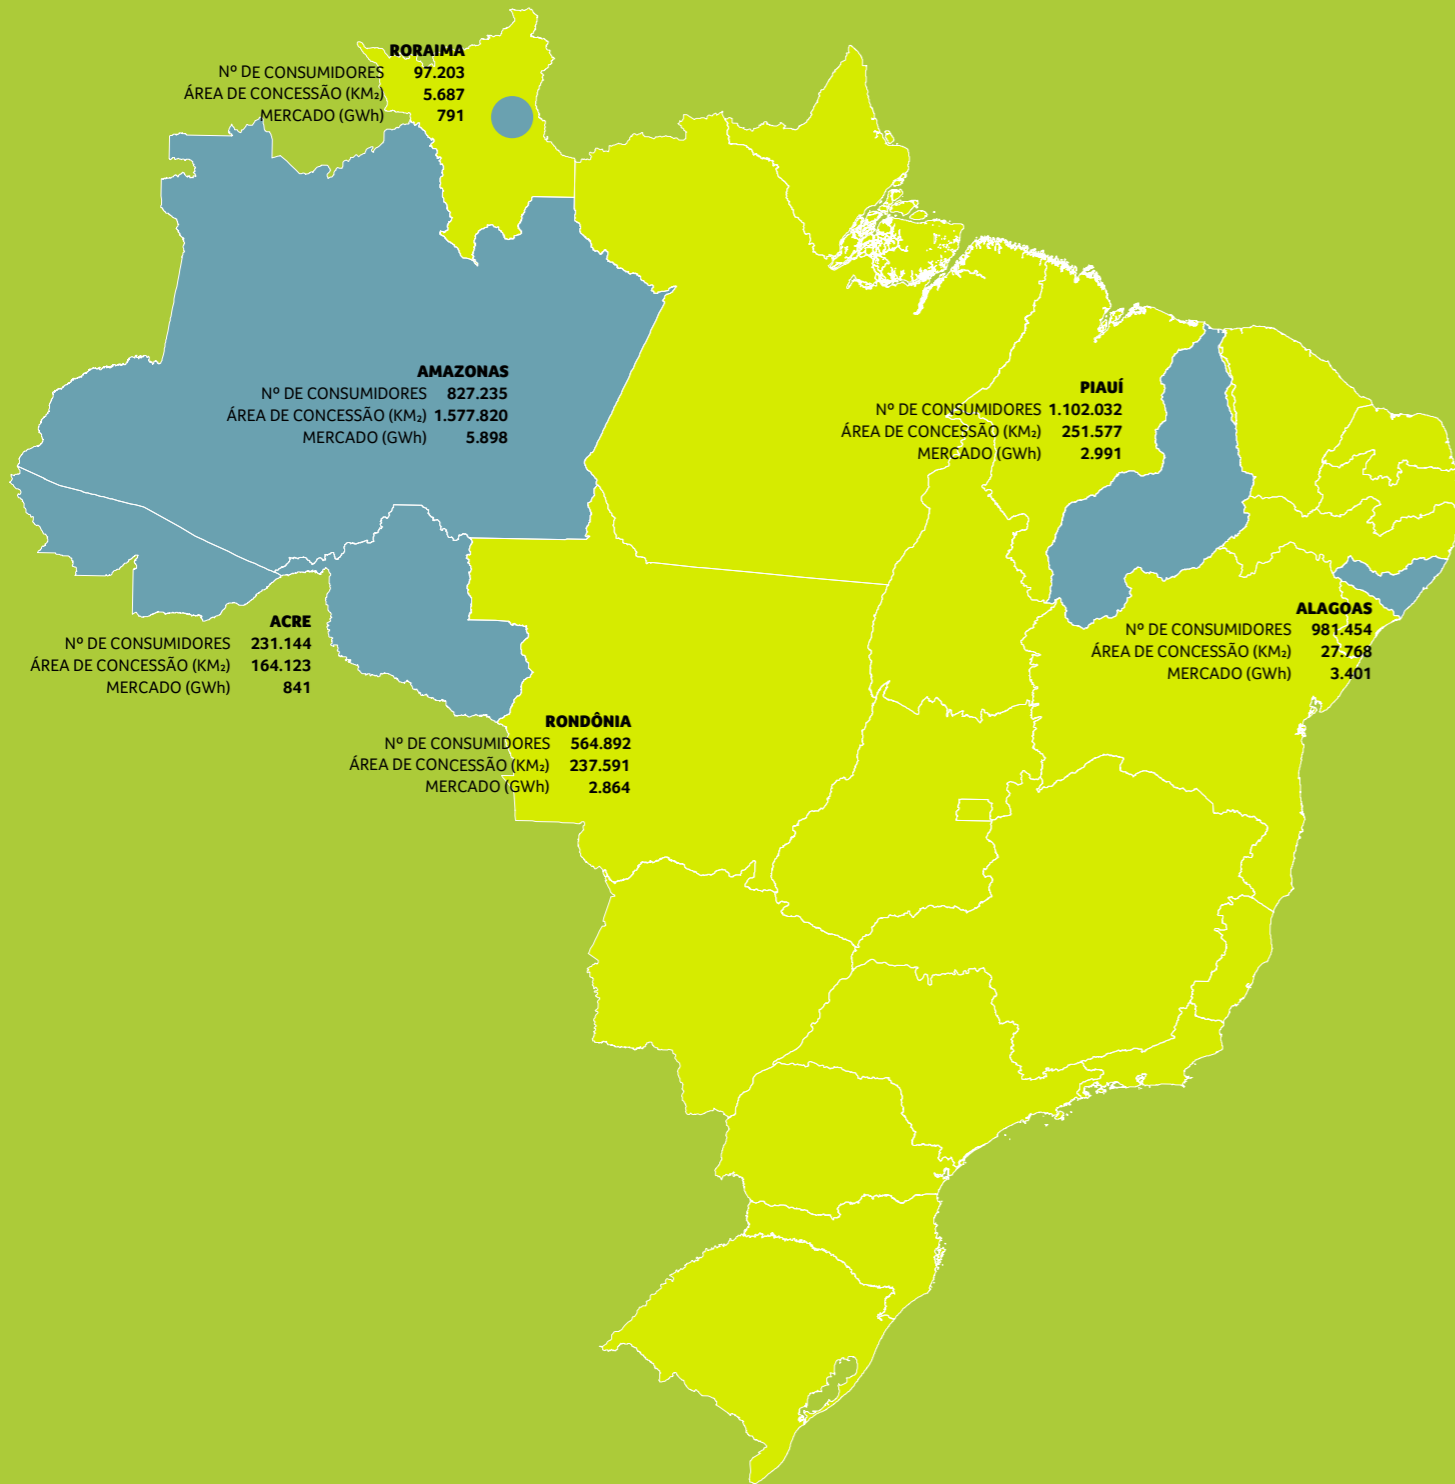 RORAIMA
Nº DE CONSUMIDORES 97.203
ÁREA DE CONCESSÃO (KM₂) 5.687
MERCADO (GWh) 791
AMAZONAS
Nº DE CONSUMIDORES 827.235
ÁREA DE CONCESSÃO (KM₂) 1.577.820
MERCADO (GWh) 5.898
PIAUÍ
Nº DE CONSUMIDORES 1.102.032
ÁREA DE CONCESSÃO (KM₂) 251.577
MERCADO (GWh) 2.991
ACRE
Nº DE CONSUMIDORES 231.144
ÁREA DE CONCESSÃO (KM₂) 164.123
MERCADO (GWh) 841
ALAGOAS
Nº DE CONSUMIDORES 981.454
ÁREA DE CONCESSÃO (KM₂) 27.768
MERCADO (GWh) 3.401
RONDÔNIA
Nº DE CONSUMIDORES 564.892
ÁREA DE CONCESSÃO (KM₂) 237.591
MERCADO (GWh) 2.864